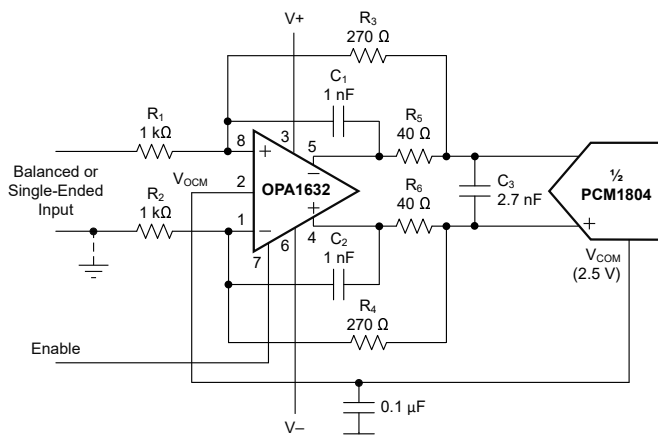 V+
R3
270 Ω
C1
1 nF
R1
1 kΩ
R5
40 Ω
8
+
3
5
–
Balanced or
Single-Ended
Input
VOCM
2
OPA1632
R2
1 kΩ
1
–
6
+
4
7
R6
40 Ω
C3
2.7 nF
½
PCM1804
+
VCOM
(2.5 V)
C2
1 nF
R4
270 Ω
Enable
0.1 µF
V–